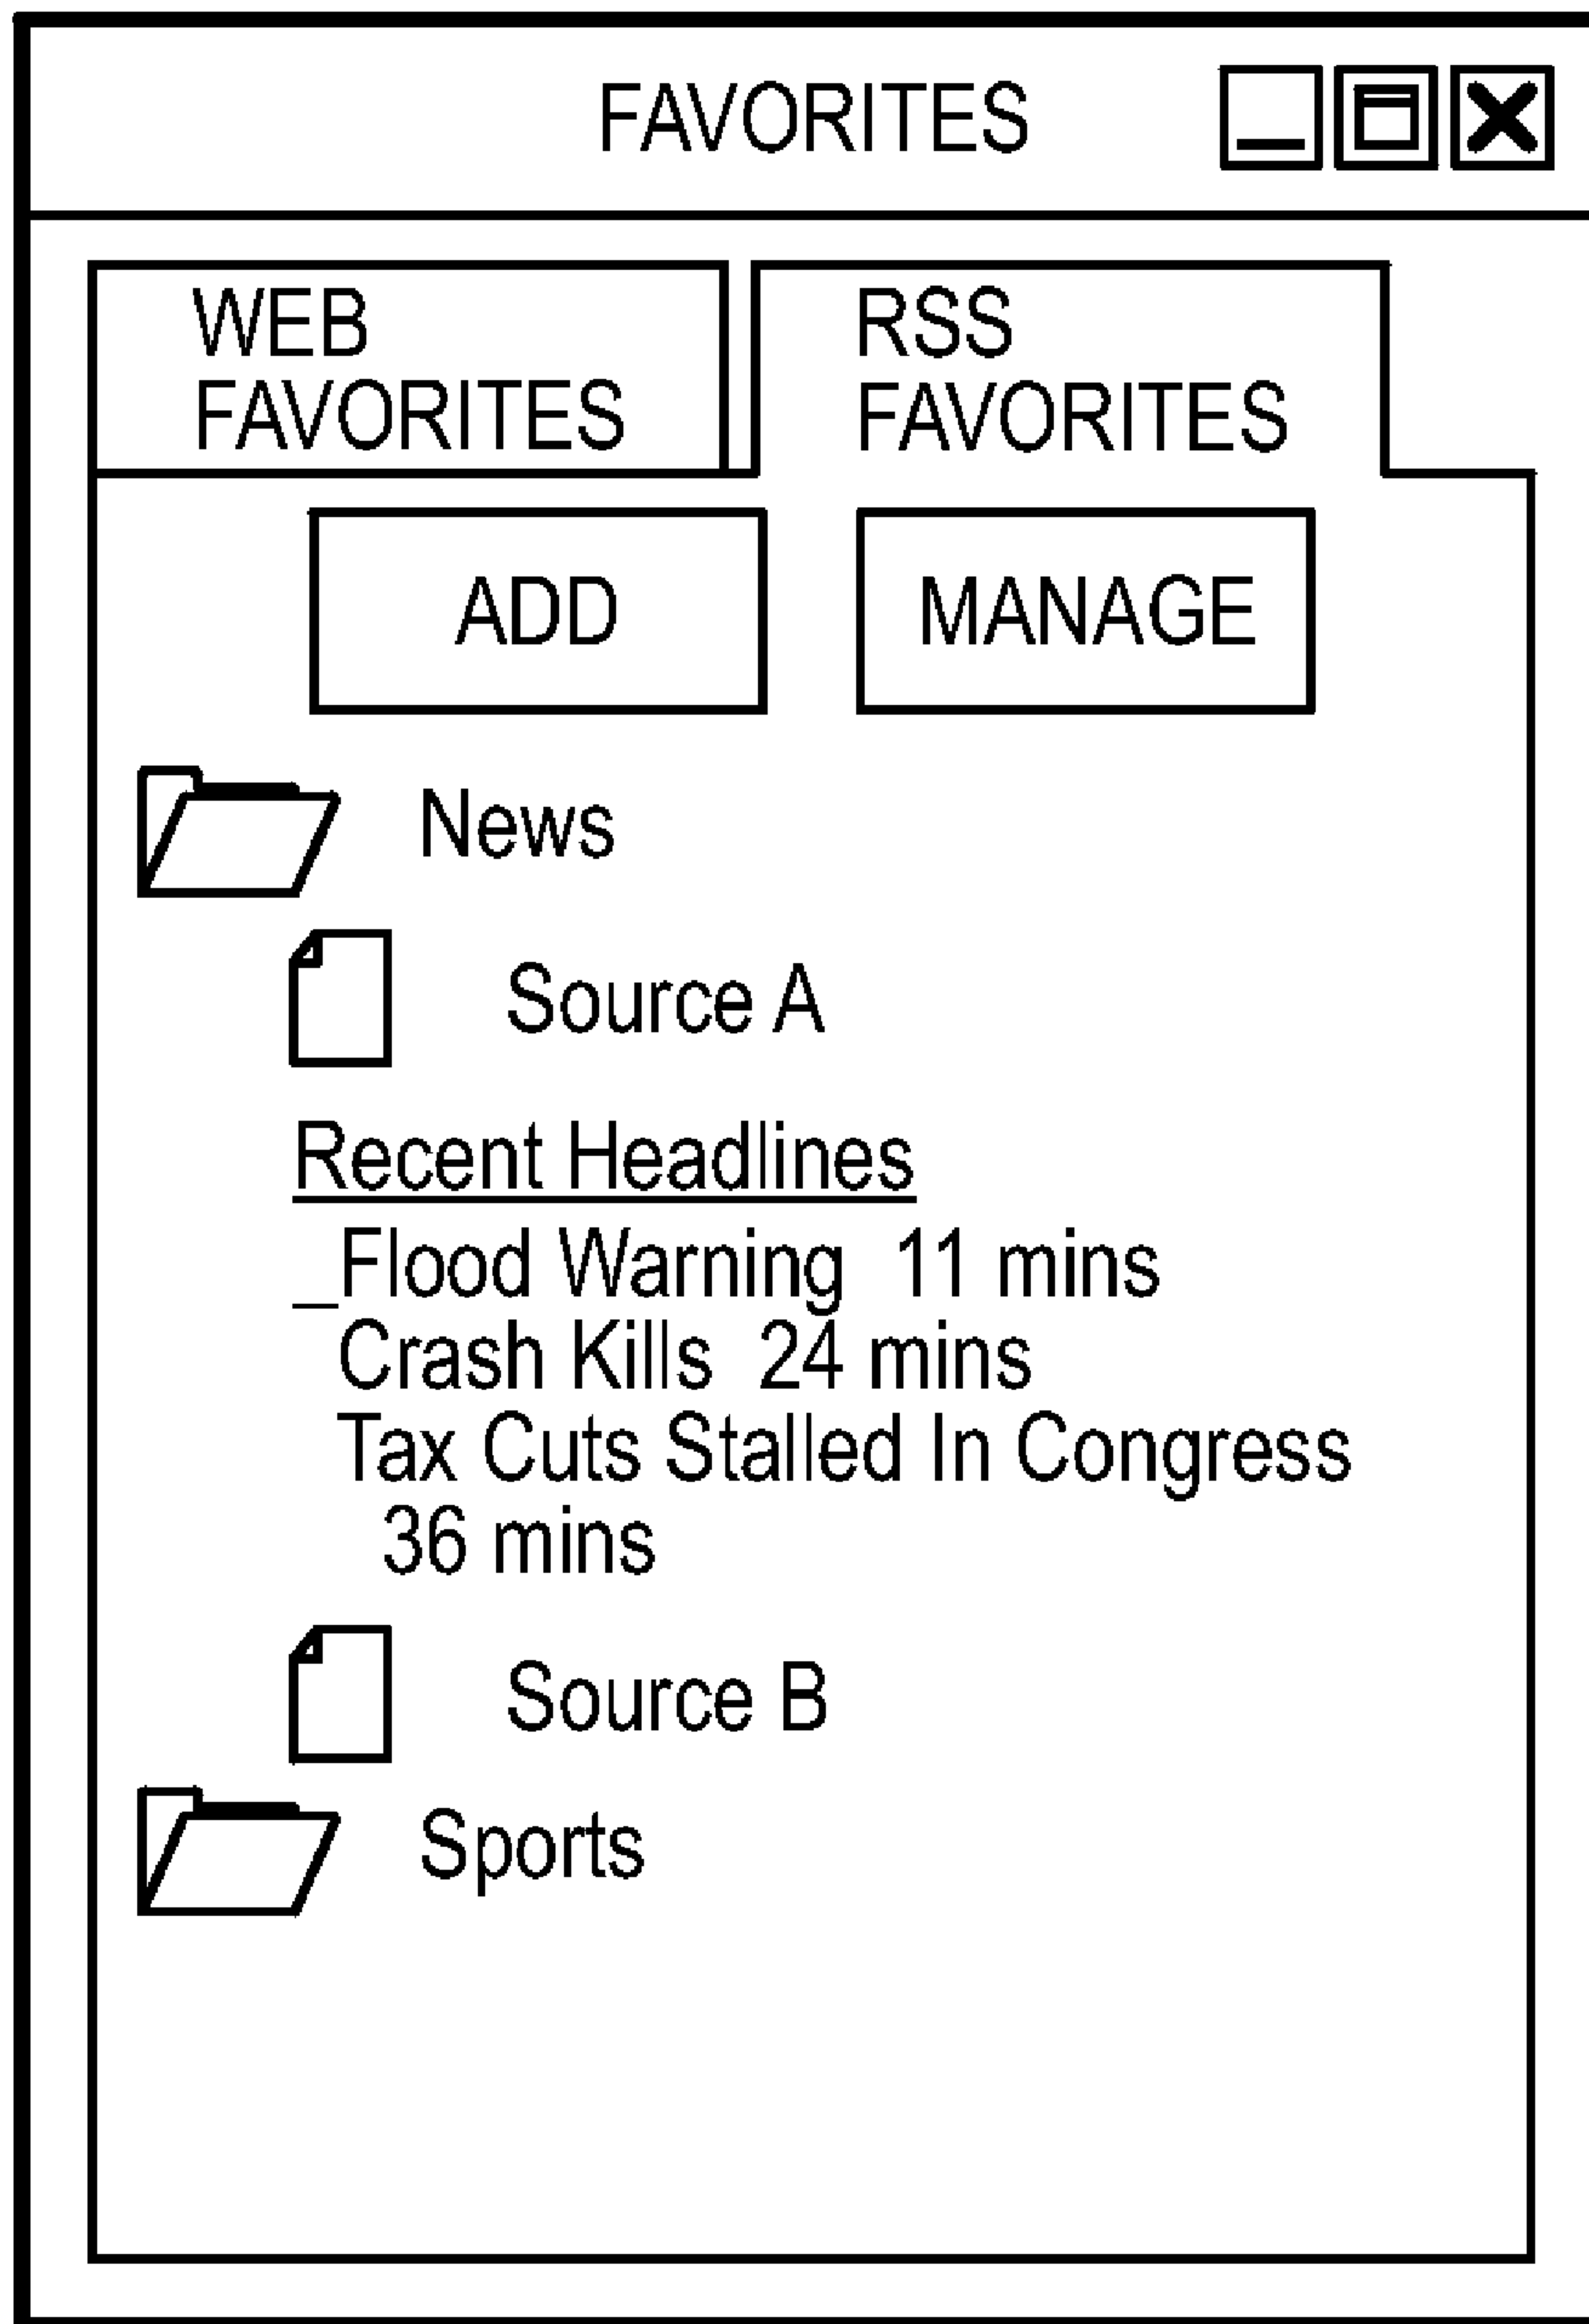 FAVORITES
WEB
FAVORITES
RSS
FAVORITES
ADD
MANAGE
News
Source A
Recent Headlines
_Flood Warning 11 mins
Crash Kills 24 mins
Tax Cuts Stalled In Congress
36 mins
Source B
Sports